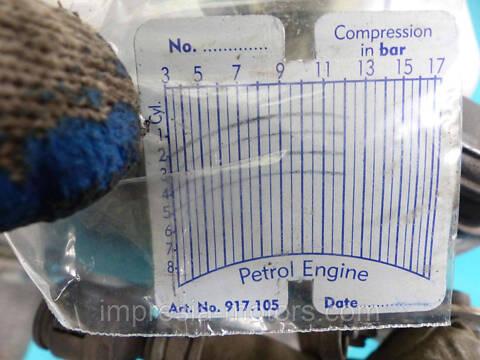 No. .............
Compression
in bar
3 5 7 9 11 13 15 17
Cyl.
1
2
3
4
5
6
7
8
Petrol Engine
Art. No. 917.105 Date ..............
impressa-motors.com